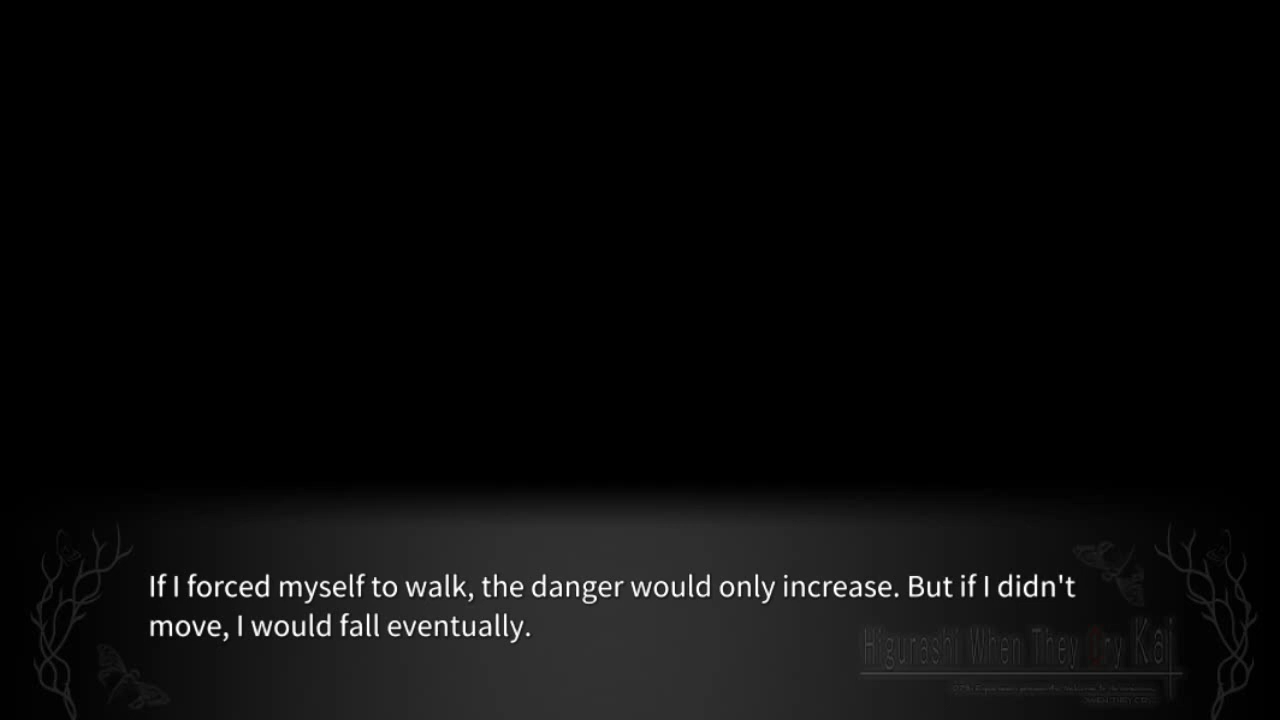 If I forced myself to walk, the danger would only increase. But if I didn't
move, I would fall eventually.
Higurashi When They Cry Kai